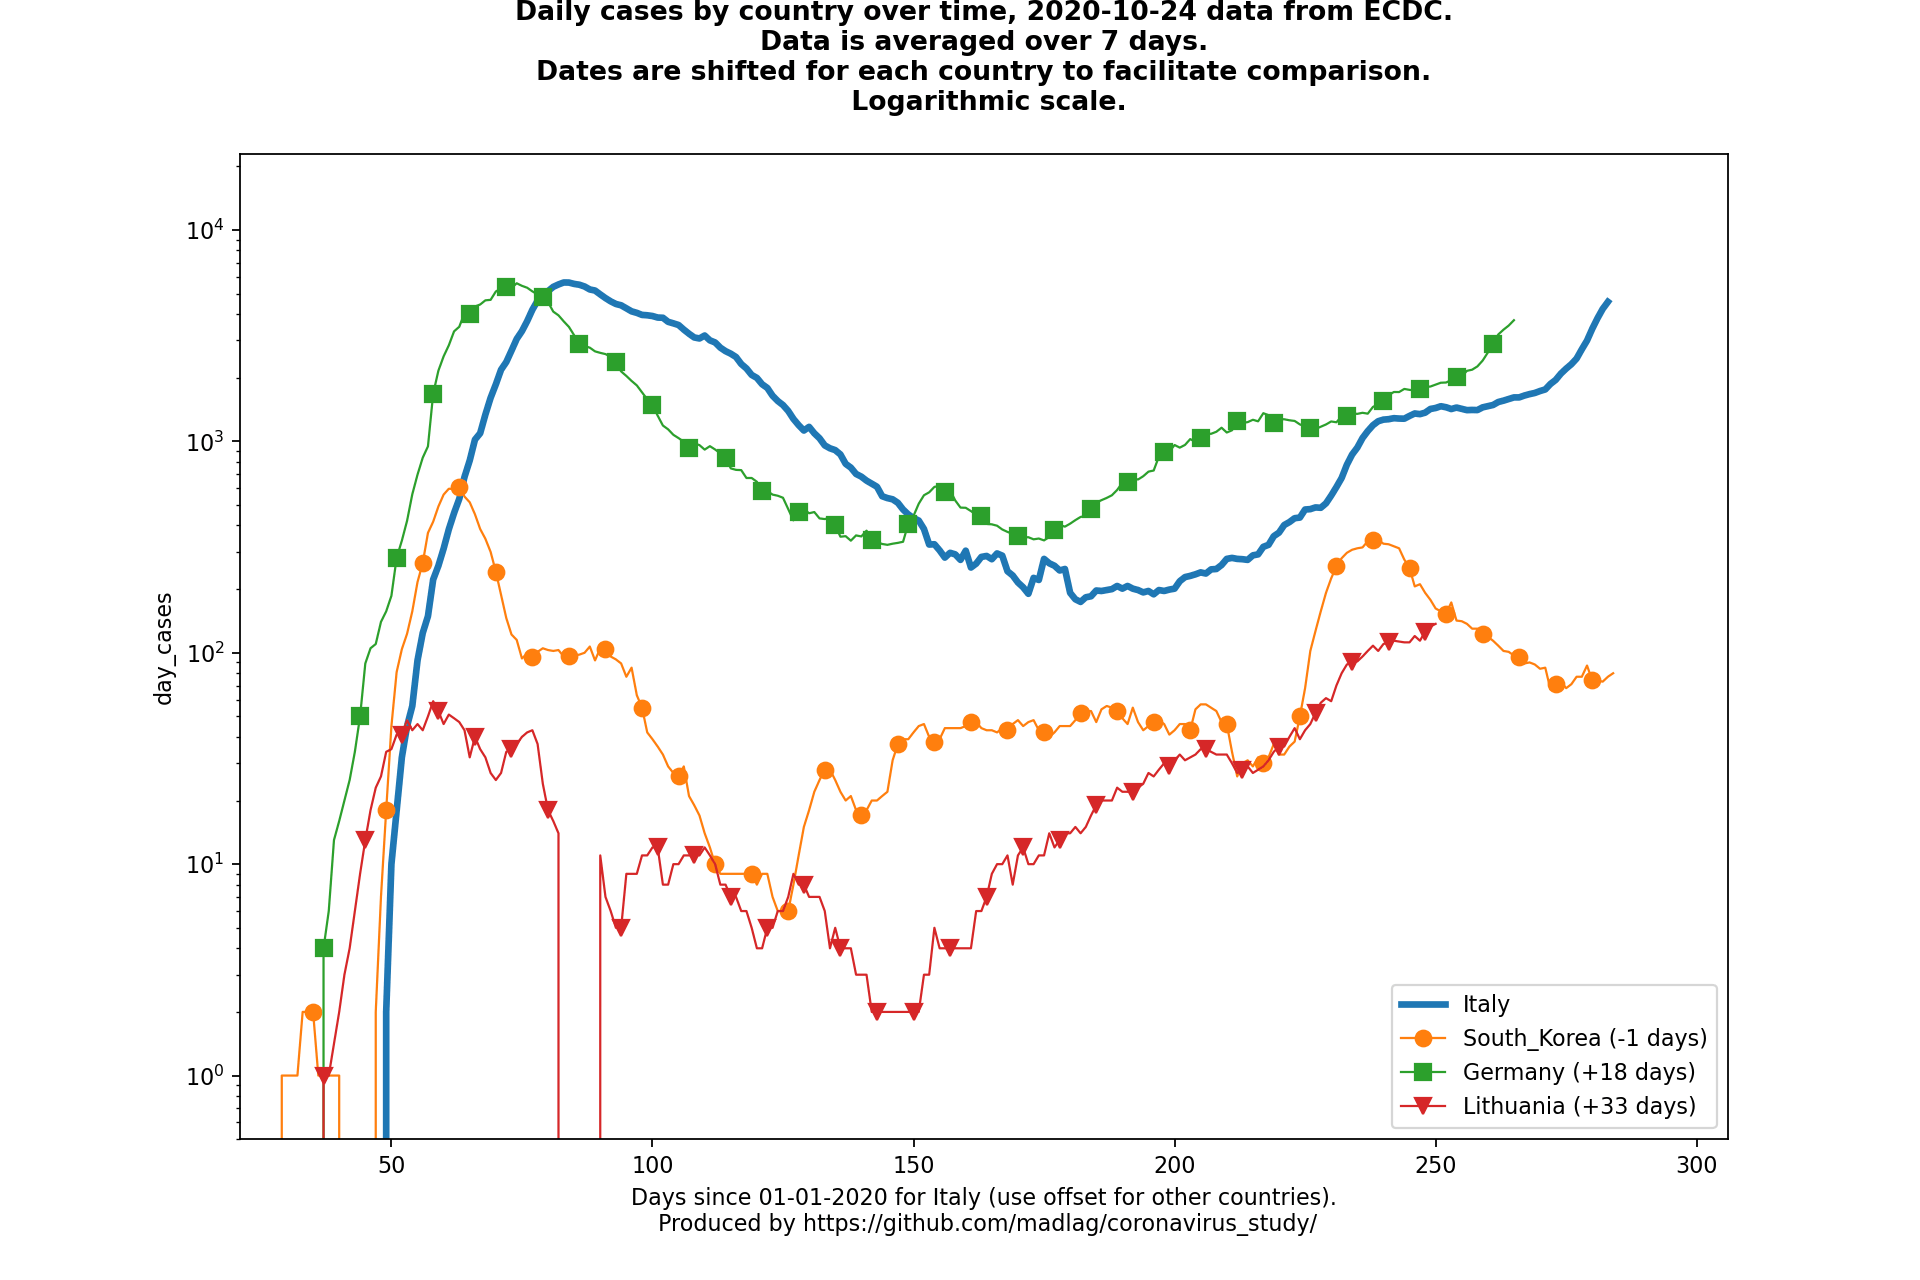 Daily cases by country over time, 2020-10-24 data from ECDC.
Data is averaged over 7 days.
Dates are shifted for each country to facilitate comparison.
Logarithmic scale.
10⁴
10³
10²
10¹
10⁰
day_cases
Italy
South_Korea (-1 days)
Germany (+18 days)
Lithuania (+33 days)
50 100 150 200 250 300
Days since 01-01-2020 for Italy (use offset for other countries).
Produced by https://github.com/madlag/coronavirus_study/